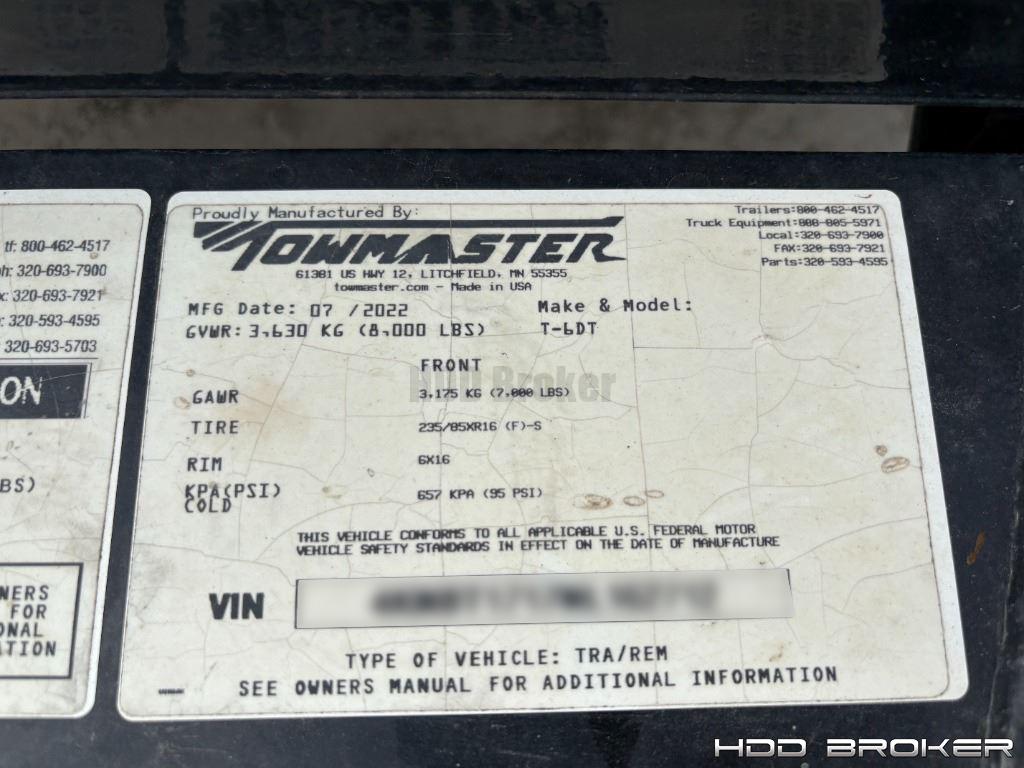 tf: 800-462-4517
ph: 320-693-7900
x: 320-693-7921
: 320-593-4595
320-693-5703
ON
BS)
NERS
FOR
ONAL
ATION
Proudly Manufactured By:
TOWMASTER
61381 US HWY 12, LITCHFIELD, MN 55355
towmaster.com - Made in USA
Trailers:800-462-4517
Truck Equipment:888-805-5971
Local:320-693-7900
FAX:320-693-7921
Parts:320-593-4595
MFG Date: 07 /2022 Make & Model:
GVWR: 3,630 KG (8,000 LBS) T-6DT
FRONT
HDD Broker
GAWR 3,175 KG (7,000 LBS)
TIRE 235/85XR16 (F)-S
RIM 6X16
KPA(PSI) 657 KPA (95 PSI)
COLD
THIS VEHICLE CONFORMS TO ALL APPLICABLE U.S. FEDERAL MOTOR
VEHICLE SAFETY STANDARDS IN EFFECT ON THE DATE OF MANUFACTURE
VIN
TYPE OF VEHICLE: TRA/REM
SEE OWNERS MANUAL FOR ADDITIONAL INFORMATION
HDD BROKER